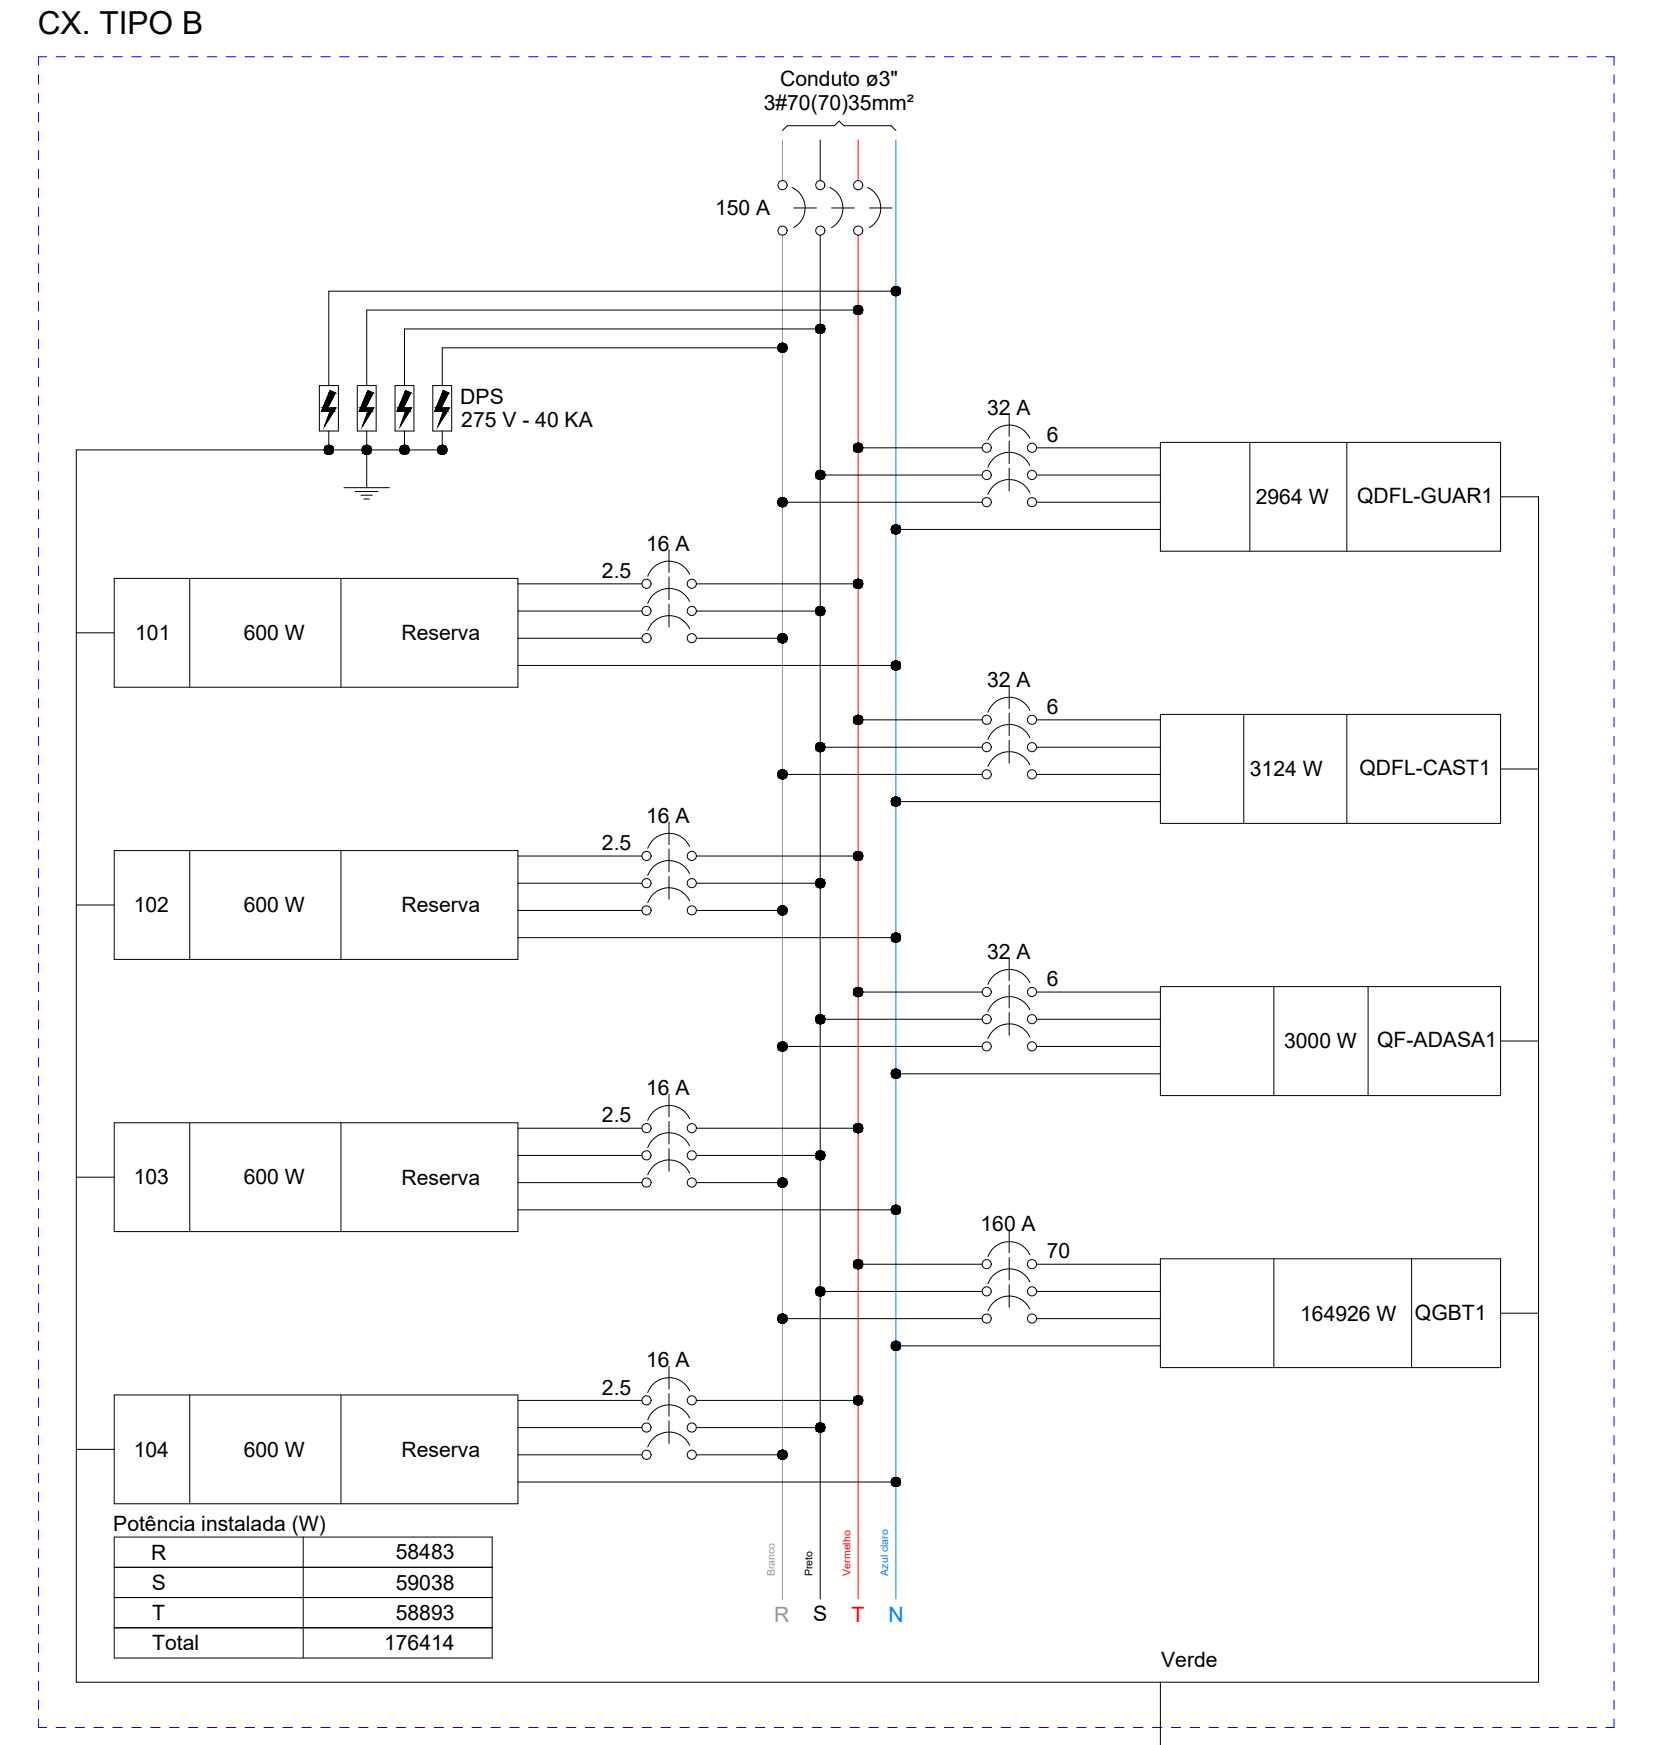 CX. TIPO B
Conduto ø3"
3#70(70)35mm²
150 A
DPS
275 V - 40 KA
32 A
6
2964 W QDFL-GUAR1
16 A
2.5
101 600 W Reserva
32 A
6
3124 W QDFL-CAST1
16 A
2.5
102 600 W Reserva
32 A
6
3000 W QF-ADASA1
16 A
2.5
103 600 W Reserva
160 A
70
164926 W QGBT1
16 A
2.5
104 600 W Reserva
Potência instalada (W)
R 58483
S 59038
T 58893
Total 176414
Branco
Preto
Vermelho
Azul claro
R S T N
Verde